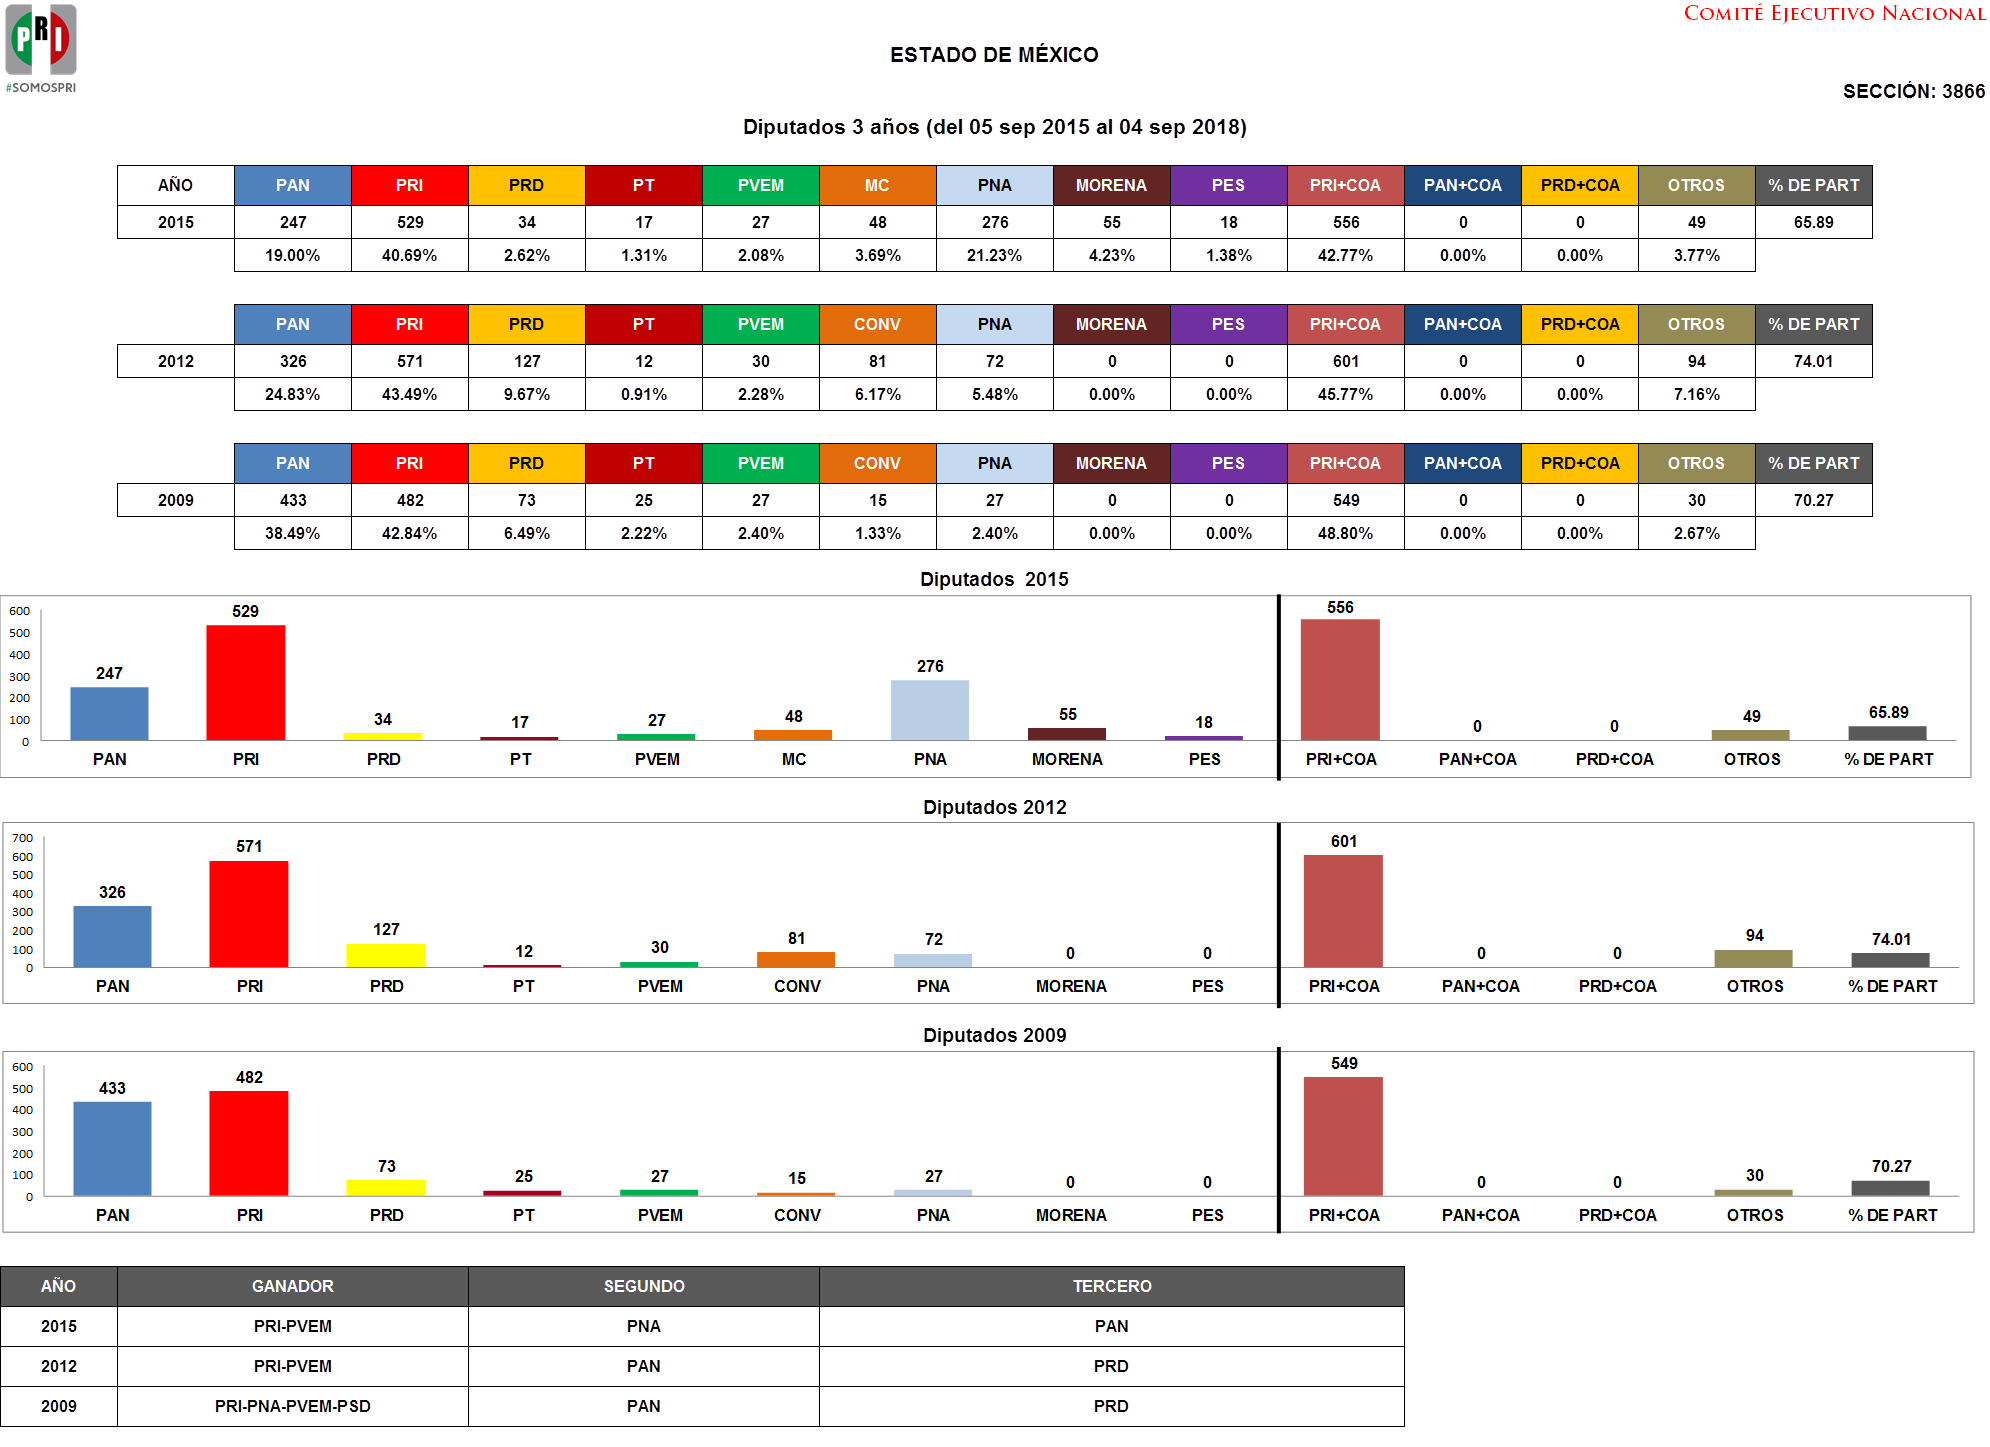 PRI
#SOMOSPRI
COMITÉ EJECUTIVO NACIONAL
ESTADO DE MÉXICO
SECCIÓN: 3866
Diputados 3 años (del 05 sep 2015 al 04 sep 2018)
AÑO PAN PRI PRD PT PVEM MC PNA MORENA PES PRI+COA PAN+COA PRD+COA OTROS % DE PART
2015 247 529 34 17 27 48 276 55 18 556 0 0 49 65.89
19.00% 40.69% 2.62% 1.31% 2.08% 3.69% 21.23% 4.23% 1.38% 42.77% 0.00% 0.00% 3.77%
PAN PRI PRD PT PVEM CONV PNA MORENA PES PRI+COA PAN+COA PRD+COA OTROS % DE PART
2012 326 571 127 12 30 81 72 0 0 601 0 0 94 74.01
24.83% 43.49% 9.67% 0.91% 2.28% 6.17% 5.48% 0.00% 0.00% 45.77% 0.00% 0.00% 7.16%
PAN PRI PRD PT PVEM CONV PNA MORENA PES PRI+COA PAN+COA PRD+COA OTROS % DE PART
2009 433 482 73 25 27 15 27 0 0 549 0 0 30 70.27
38.49% 42.84% 6.49% 2.22% 2.40% 1.33% 2.40% 0.00% 0.00% 48.80% 0.00% 0.00% 2.67%
Diputados 2015
600
500
400
300
200
100
0
247 529 34 17 27 48 276 55 18 556 0 0 49 65.89
PAN PRI PRD PT PVEM MC PNA MORENA PES PRI+COA PAN+COA PRD+COA OTROS % DE PART
Diputados 2012
700
600
500
400
300
200
100
0
326 571 127 12 30 81 72 0 0 601 0 0 94 74.01
PAN PRI PRD PT PVEM CONV PNA MORENA PES PRI+COA PAN+COA PRD+COA OTROS % DE PART
Diputados 2009
600
500
400
300
200
100
0
433 482 73 25 27 15 27 0 0 549 0 0 30 70.27
PAN PRI PRD PT PVEM CONV PNA MORENA PES PRI+COA PAN+COA PRD+COA OTROS % DE PART
AÑO GANADOR SEGUNDO TERCERO
2015 PRI-PVEM PNA PAN
2012 PRI-PVEM PAN PRD
2009 PRI-PNA-PVEM-PSD PAN PRD